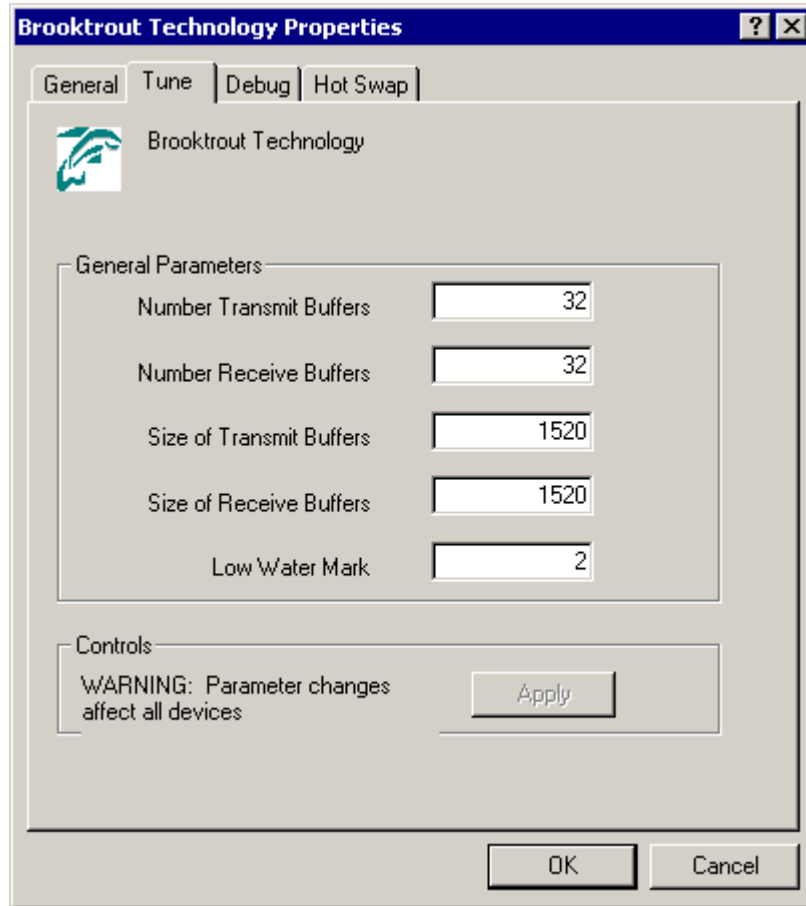 Brooktrout Technology Properties
General Tune Debug Hot Swap
Brooktrout Technology
General Parameters
Number Transmit Buffers 32
Number Receive Buffers 32
Size of Transmit Buffers 1520
Size of Receive Buffers 1520
Low Water Mark 2
Controls
WARNING: Parameter changes
affect all devices
Apply
OK Cancel